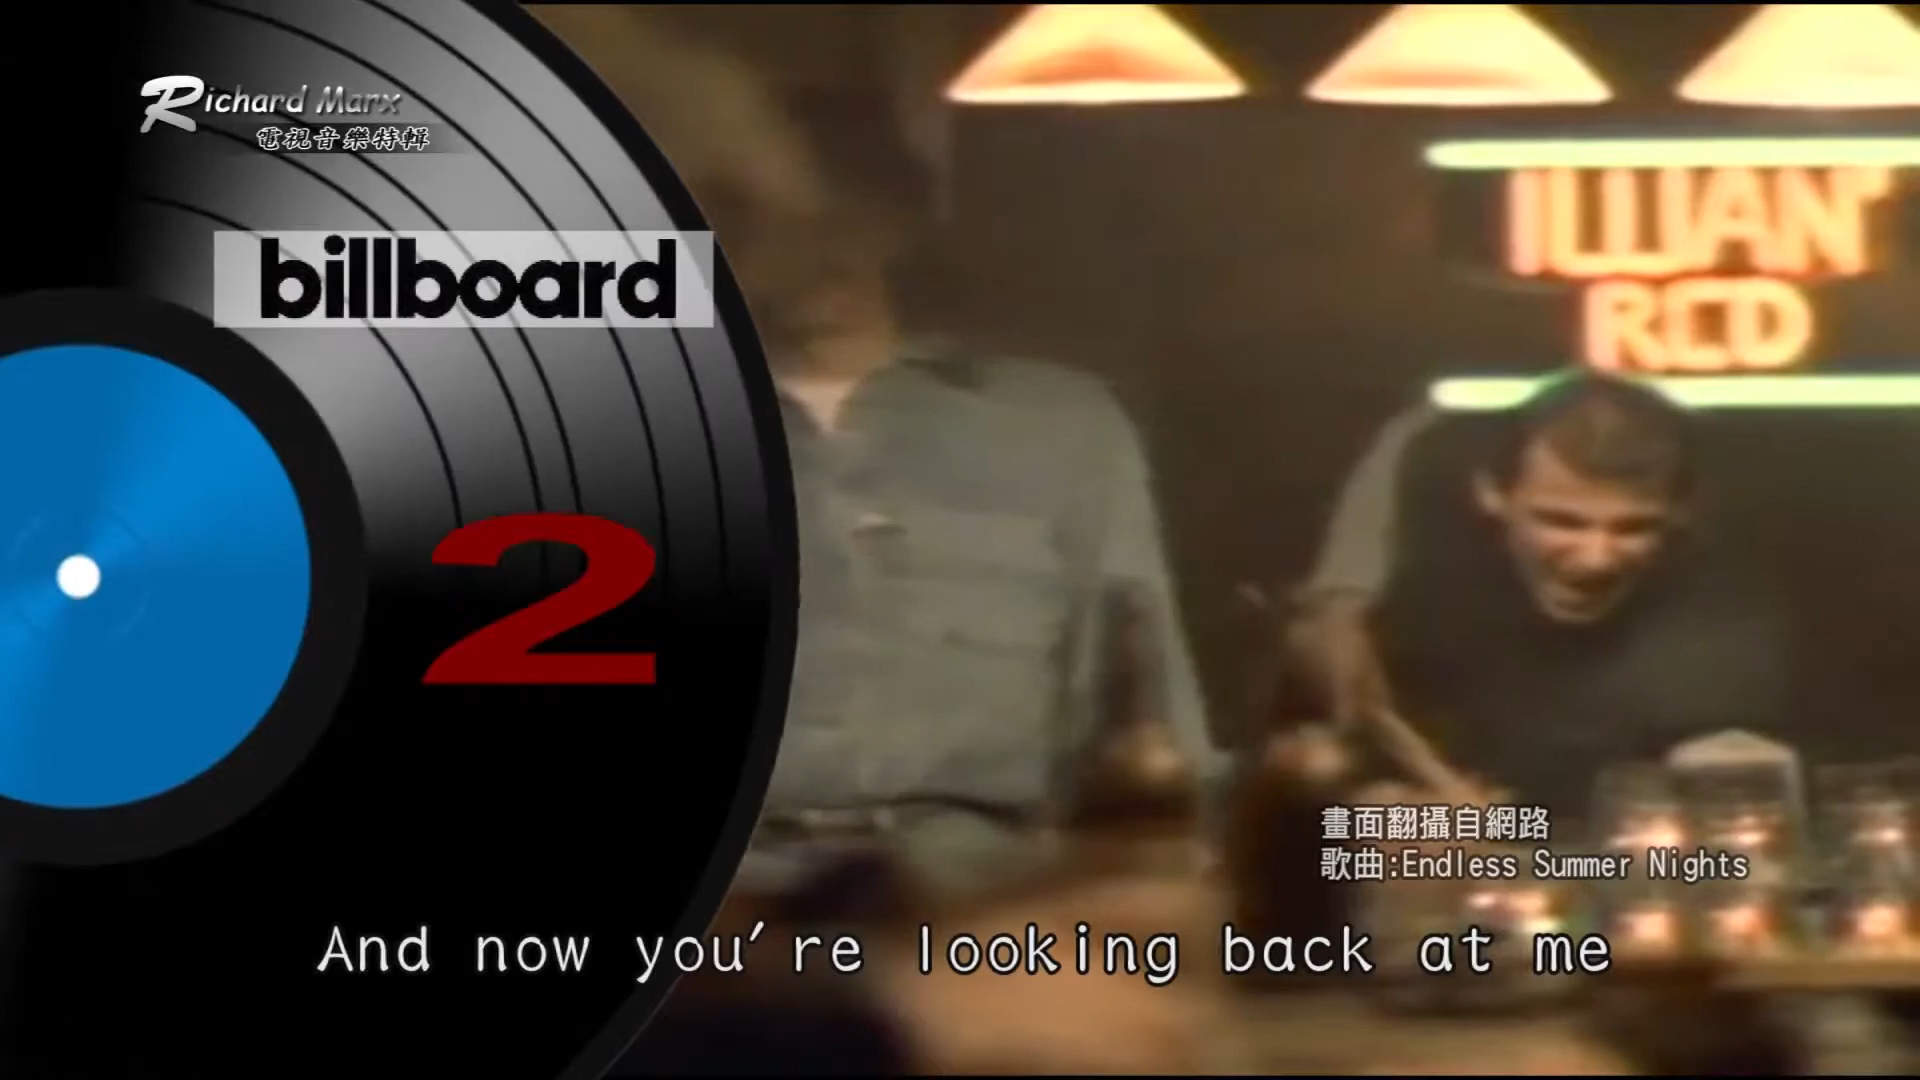 Richard Marx
電視音樂特輯
billboard
2
畫面翻攝自網路
歌曲:Endless Summer Nights
And now you're looking back at me